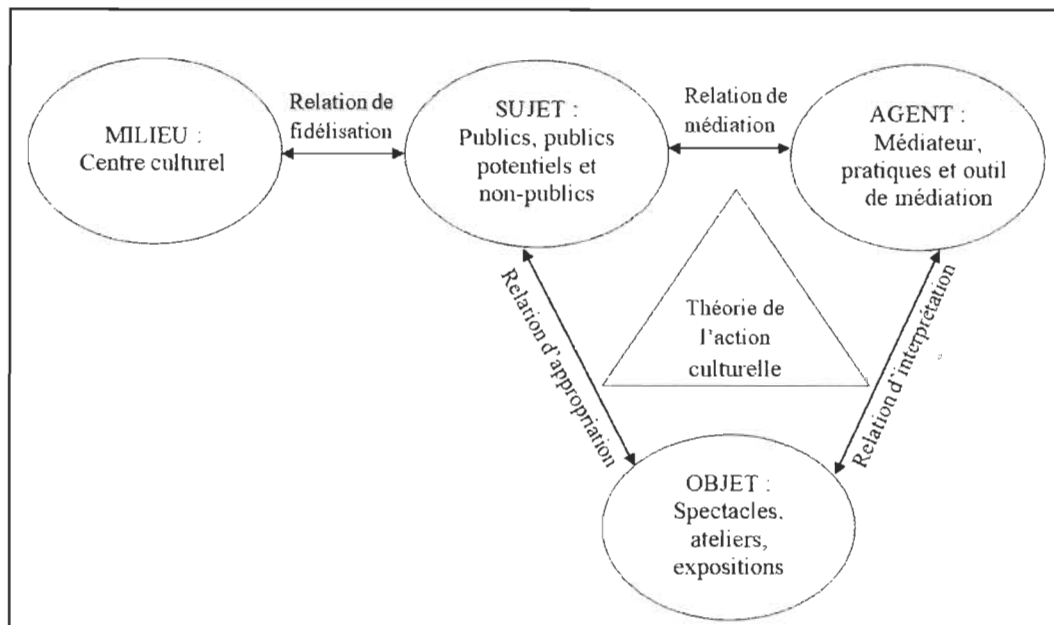 MILIEU :
Centre culturel
Relation de
fidélisation
SUJET :
Publics, publics
potentiels et
non-publics
Relation de
médiation
AGENT :
Médiateur,
pratiques et outil
de médiation
Relation d'appropriation
Théorie de
l'action
culturelle
Relation d'interprétation
OBJET :
Spectacles,
ateliers,
expositions